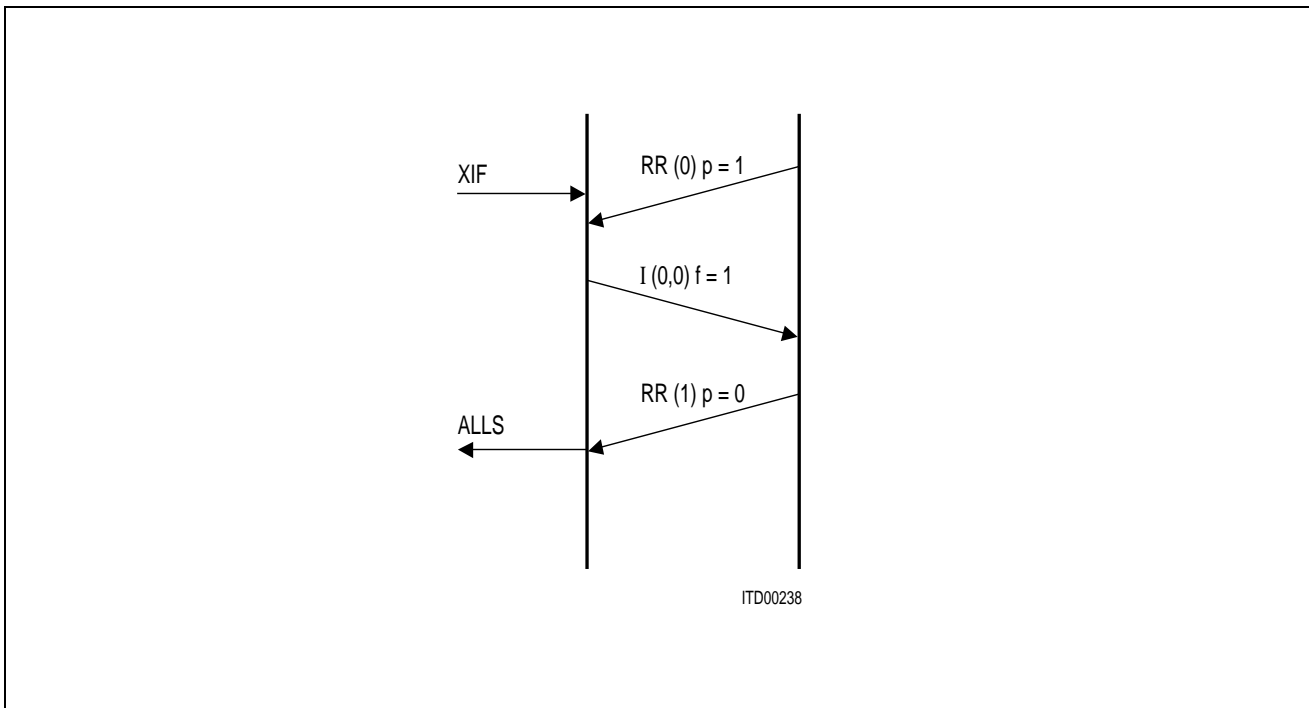 RR (0) p = 1
XIF
I (0,0) f = 1
RR (1) p = 0
ALLS
ITD00238